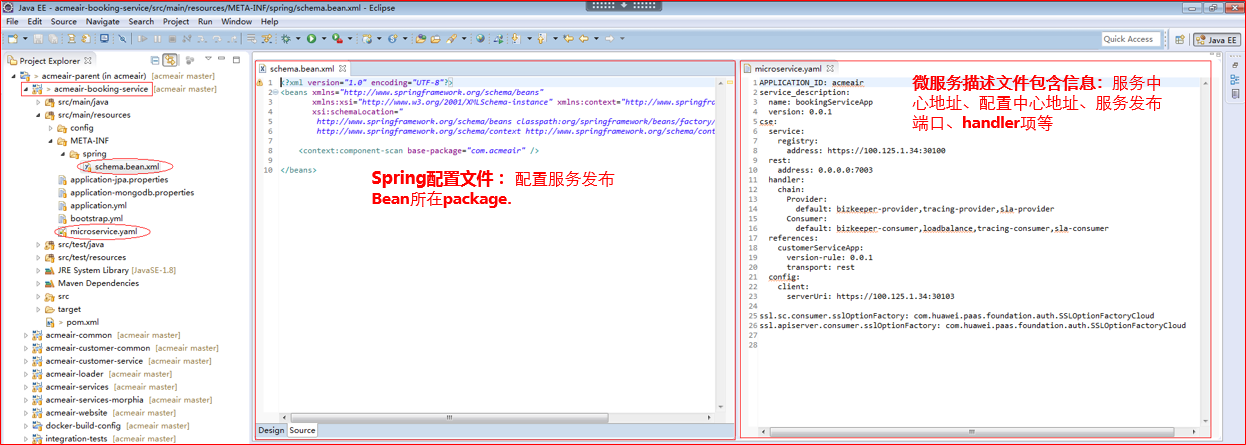 Java EE - acmeair-booking-service/src/main/resources/META-INF/spring/schema.bean.xml - Eclipse
File Edit Source Navigate Search Project Run Window Help
Quick Access
Java EE
Project Explorer
> acmeair-parent (in acmeair) [acmeair master]
> acmeair-booking-service [acmeair master]
src/main/java
src/main/resources
config
META-INF
spring
schema.bean.xml
application-jpa.properties
application-mongodb.properties
application.yml
bootstrap.yml
microservice.yaml
src/test/java
src/test/resources
JRE System Library [JavaSE-1.8]
Maven Dependencies
src
target
> pom.xml
acmeair-common [acmeair master]
acmeair-customer-common [acmeair master]
acmeair-customer-service [acmeair master]
acmeair-loader [acmeair master]
acmeair-services [acmeair master]
acmeair-services-morphia [acmeair master]
acmeair-website [acmeair master]
docker-build-config [acmeair master]
integration-tests [acmeair master]
schema.bean.xml
1 <?xml version="1.0" encoding="UTF-8"?>
2 <beans xmlns="http://www.springframework.org/schema/beans"
3 xmlns:xsi="http://www.w3.org/2001/XMLSchema-instance" xmlns:context="http://www.springfram
4 xsi:schemaLocation="
5 http://www.springframework.org/schema/beans classpath:org/springframework/beans/factory/
6 http://www.springframework.org/schema/context http://www.springframework.org/schema/cont
7
8 <context:component-scan base-package="com.acmeair" />
9
10 </beans>
Spring配置文件： 配置服务发布
Bean所在package.
Design Source
microservice.yaml
1 APPLICATION_ID: acmeair
2 service_description:
3 name: bookingServiceApp
4 version: 0.0.1
5 cse:
6 service:
7 registry:
8 address: https://100.125.1.34:30100
9 rest:
10 address: 0.0.0.0:7003
11 handler:
12 chain:
13 Provider:
14 default: bizkeeper-provider,tracing-provider,sla-provider
15 Consumer:
16 default: bizkeeper-consumer,loadbalance,tracing-consumer,sla-consumer
17 references:
18 customerServiceApp:
19 version-rule: 0.0.1
20 transport: rest
21 config:
22 client:
23 serverUri: https://100.125.1.34:30103
24
25 ssl.sc.consumer.sslOptionFactory: com.huawei.paas.foundation.auth.SSLOptionFactoryCloud
26 ssl.apiserver.consumer.sslOptionFactory: com.huawei.paas.foundation.auth.SSLOptionFactoryCloud
27
28
微服务描述文件包含信息：服务中
心地址、配置中心地址、服务发布
端口、handler项等